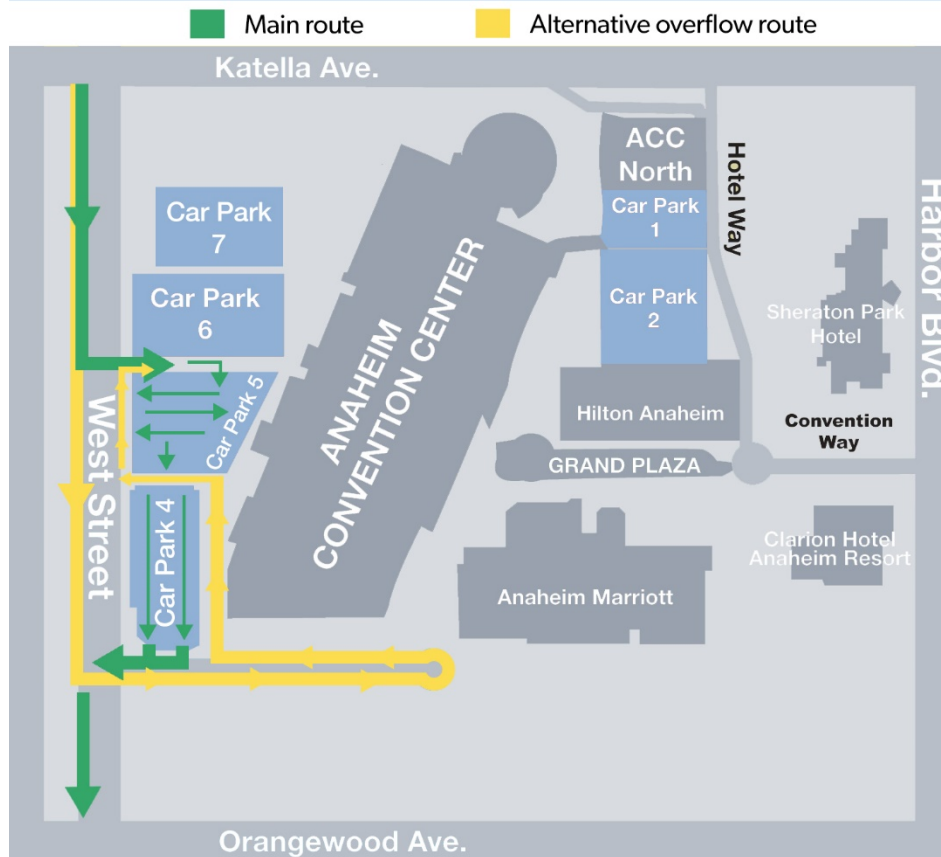 Main route
Alternative overflow route
Katella Ave.
ACC
North
Hotel Way
Harbor Blvd.
Car Park
7
Car Park
1
Car Park
6
Car Park
2
ANAHEIM
CONVENTION CENTER
Sheraton Park
Hotel
West Street
Car Park 5
Hilton Anaheim
Convention
Way
GRAND PLAZA
Car Park 4
Clarion Hotel
Anaheim Resort
Anaheim Marriott
Orangewood Ave.